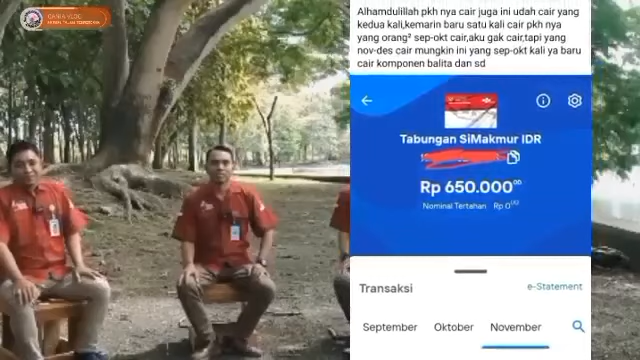 Alhamdulillah pkh nya cair juga ini udah cair yang
kedua kali,kemarin baru satu kali cair pkh nya
yang orang² sep-okt cair,aku gak cair,tapi yang
nov-des cair mungkin ini yang sep-okt kali ya baru
cair komponen balita dan sd
Tabungan SiMakmur IDR
Rp 650.000⁰⁰
Nominal Tertahan Rp 0⁰⁰
Transaksi
e-Statement
September Oktober November